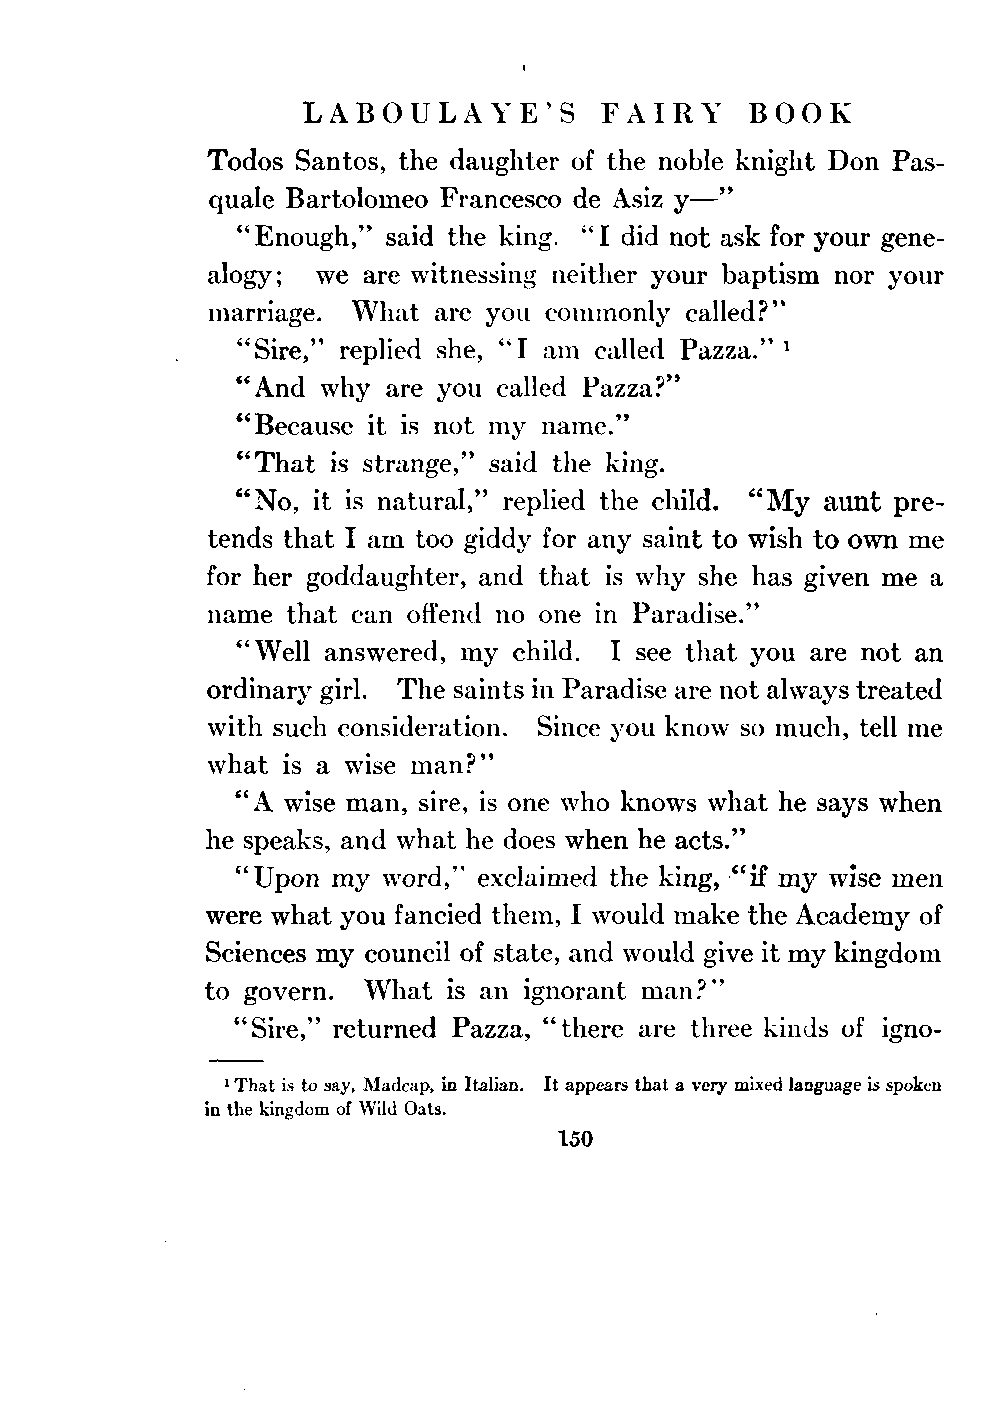 LABOULAYE'S FAIRY BOOK
Todos Santos, the daughter of the noble knight Don Pas-
quale Bartolomeo Francesco de Asiz y—"
"Enough," said the king. "I did not ask for your gene-
alogy; we are witnessing neither your baptism nor your
marriage. What are you commonly called?"
"Sire," replied she, "I am called Pazza." 1
"And why are you called Pazza?"
"Because it is not my name."
"That is strange," said the king.
"No, it is natural," replied the child. "My aunt pre-
tends that I am too giddy for any saint to wish to own me
for her goddaughter, and that is why she has given me a
name that can offend no one in Paradise."
"Well answered, my child. I see that you are not an
ordinary girl. The saints in Paradise are not always treated
with such consideration. Since you know so much, tell me
what is a wise man?"
"A wise man, sire, is one who knows what he says when
he speaks, and what he does when he acts."
"Upon my word," exclaimed the king, "if my wise men
were what you fancied them, I would make the Academy of
Sciences my council of state, and would give it my kingdom
to govern. What is an ignorant man?"
"Sire," returned Pazza, "there are three kinds of igno-
1 That is to say, Madcap, in Italian. It appears that a very mixed language is spoken
in the kingdom of Wild Oats.
150